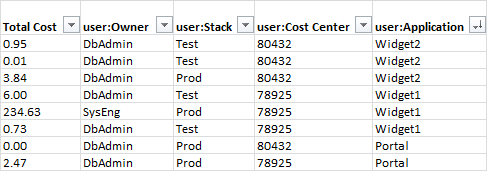 Total Cost user:Owner user:Stack user:Cost Center user:Application
0.95 DbAdmin Test 80432 Widget2
0.01 DbAdmin Test 80432 Widget2
3.84 DbAdmin Prod 80432 Widget2
6.00 DbAdmin Test 78925 Widget1
234.63 SysEng Prod 78925 Widget1
0.73 DbAdmin Test 78925 Widget1
0.00 DbAdmin Prod 80432 Portal
2.47 DbAdmin Prod 78925 Portal